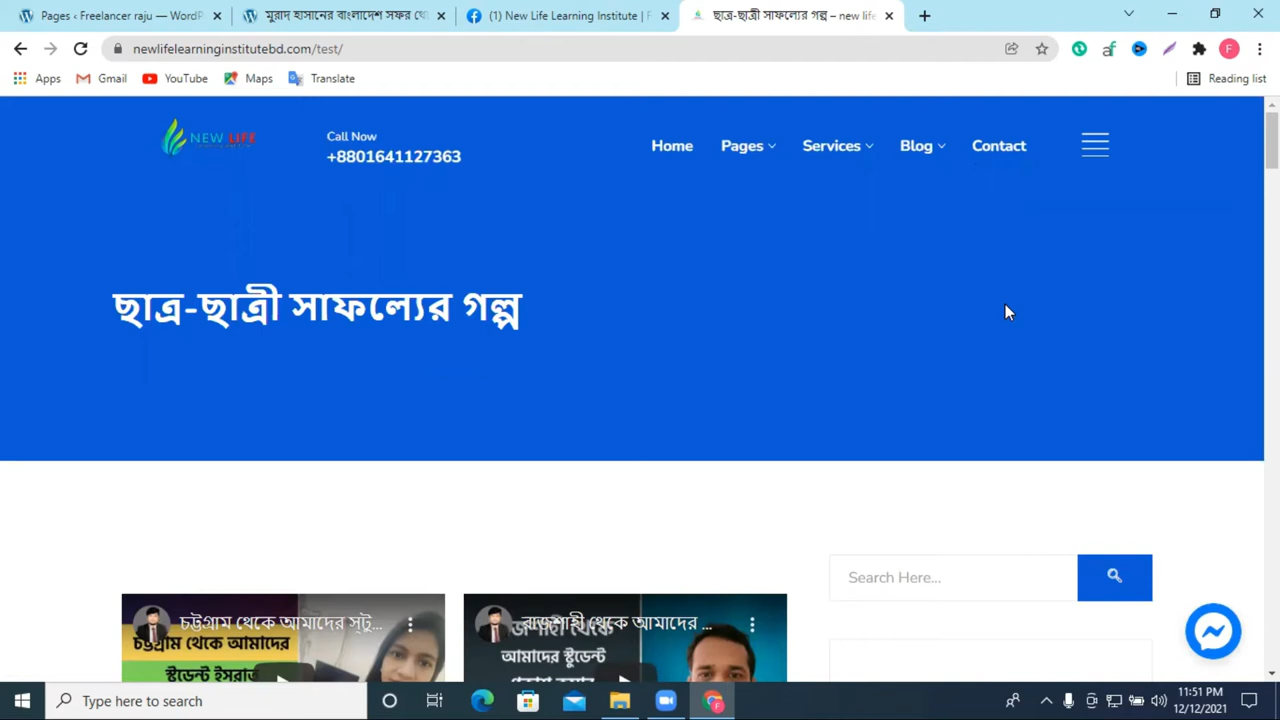 Pages ‹ Freelancer raju — WordP
মুরাদ হাসানের বাংলাদেশ সফর থে
(1) New Life Learning Institute | F
ছাত্র-ছাত্রী সাফল্যের গল্প – new life
newlifelearninginstitutebd.com/test/
Apps
Gmail
YouTube
Maps
Translate
Reading list
NEW LIFE
Call Now
+8801641127363
Home
Pages
Services
Blog
Contact
ছাত্র-ছাত্রী সাফল্যের গল্প
Search Here...
চট্টগ্রাম থেকে আমাদের স্টু...
চট্টগ্রাম থেকে আমাদের
স্টুডেন্ট ইসরাত
রাজশাহী থেকে আমাদের ...
আমাদের স্টুডেন্ট
Type here to search
11:51 PM
12/12/2021